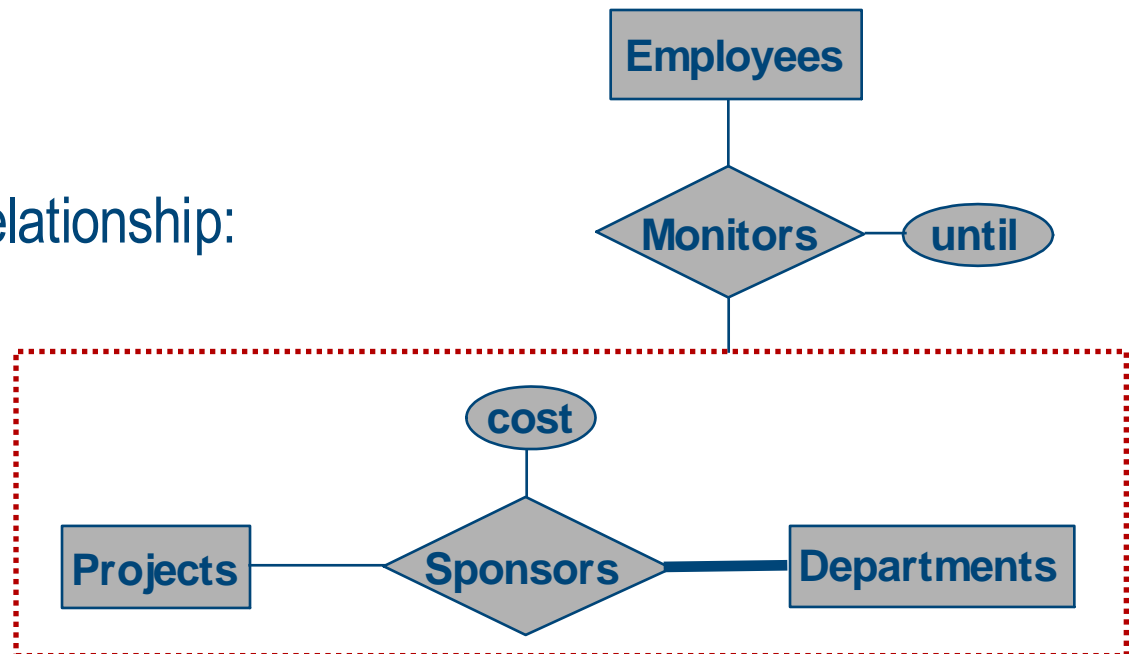 Employees
elationship:
Monitors
until
cost
Projects
Sponsors
Departments